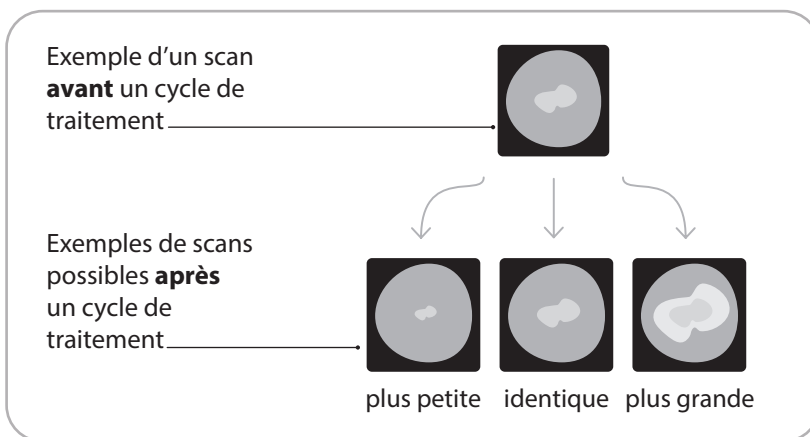 Exemple d’un scan
avant un cycle de
traitement
Exemples de scans
possibles après
un cycle de
traitement
plus petite identique plus grande